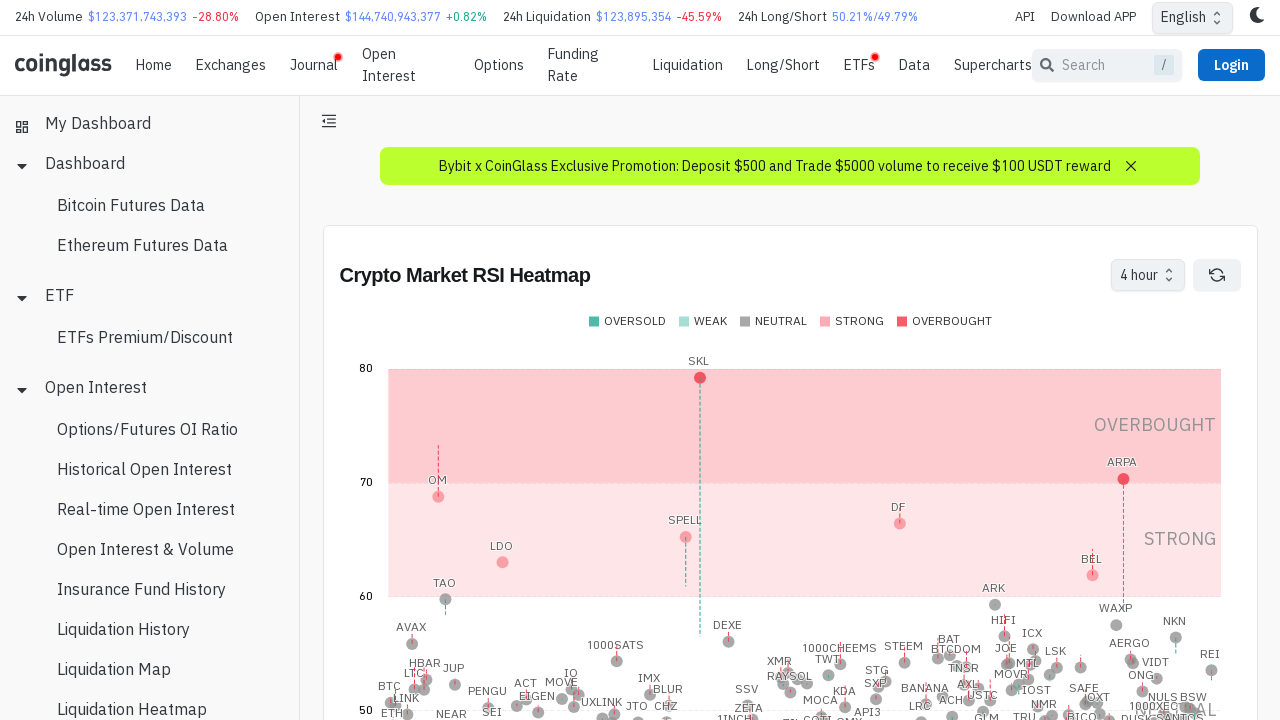 24h Volume $123,371,743,393 -28.80% Open Interest $144,740,943,377 +0.82% 24h Liquidation $123,895,354 -45.59% 24h Long/Short 50.21%/49.79% API Download APP English
coinglass Home Exchanges Journal Open Interest Options Funding Rate Liquidation Long/Short ETFs Data Supercharts Search / Login
My Dashboard
Dashboard
Bitcoin Futures Data
Ethereum Futures Data
ETF
ETFs Premium/Discount
Open Interest
Options/Futures OI Ratio
Historical Open Interest
Real-time Open Interest
Open Interest & Volume
Insurance Fund History
Liquidation History
Liquidation Map
Liquidation Heatmap
Bybit x CoinGlass Exclusive Promotion: Deposit $500 and Trade $5000 volume to receive $100 USDT reward
Crypto Market RSI Heatmap 4 hour
OVERSOLD WEAK NEUTRAL STRONG OVERBOUGHT
SKL
80
OVERBOUGHT
ARPA
OM
70
DF
SPELL
STRONG
LDO
BEL
TAO
ARK
60
WAXP
HIFI
NKN
AVAX
DEXE
ICX
1000SATS
BAT
AERGO
1000CHEEMS STEEM
BTCDOM JOE LSK
REI
HBAR
XMR TWT
MTL VIDT
JUP
TNSR
LTC
IO
STG
MOVR
ONG
RAYSOL
IMX
ACT
MOVE
SXP
AXL
BTC
PENGU
BLUR
SSV
KDA
BANANA
IOST
SAFE
LINK
EIGEN
USTC
IOXT
NULS BSW
UXLINK
MOCA
ACH
CHZ
ZETA
LRC
NMR
ETH
NEAR
SEI
JTO
API3
50
1INCH
COTI
GLM
TRU
BICO
SANTOS